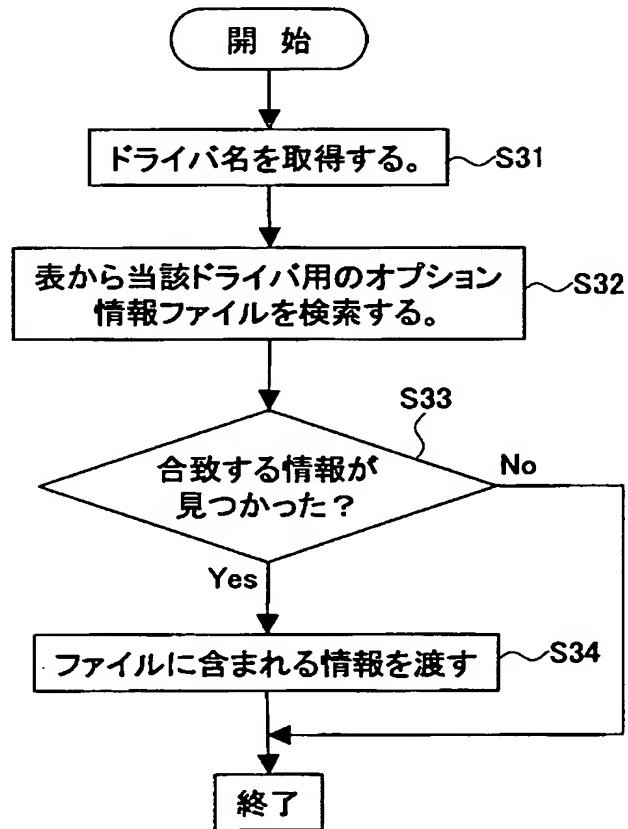 開 始
ドライバ名を取得する。
S31
表から当該ドライバ用のオプション
情報ファイルを検索する。
S32
S33
合致する情報が
見つかった？
No
Yes
ファイルに含まれる情報を渡す
S34
終了